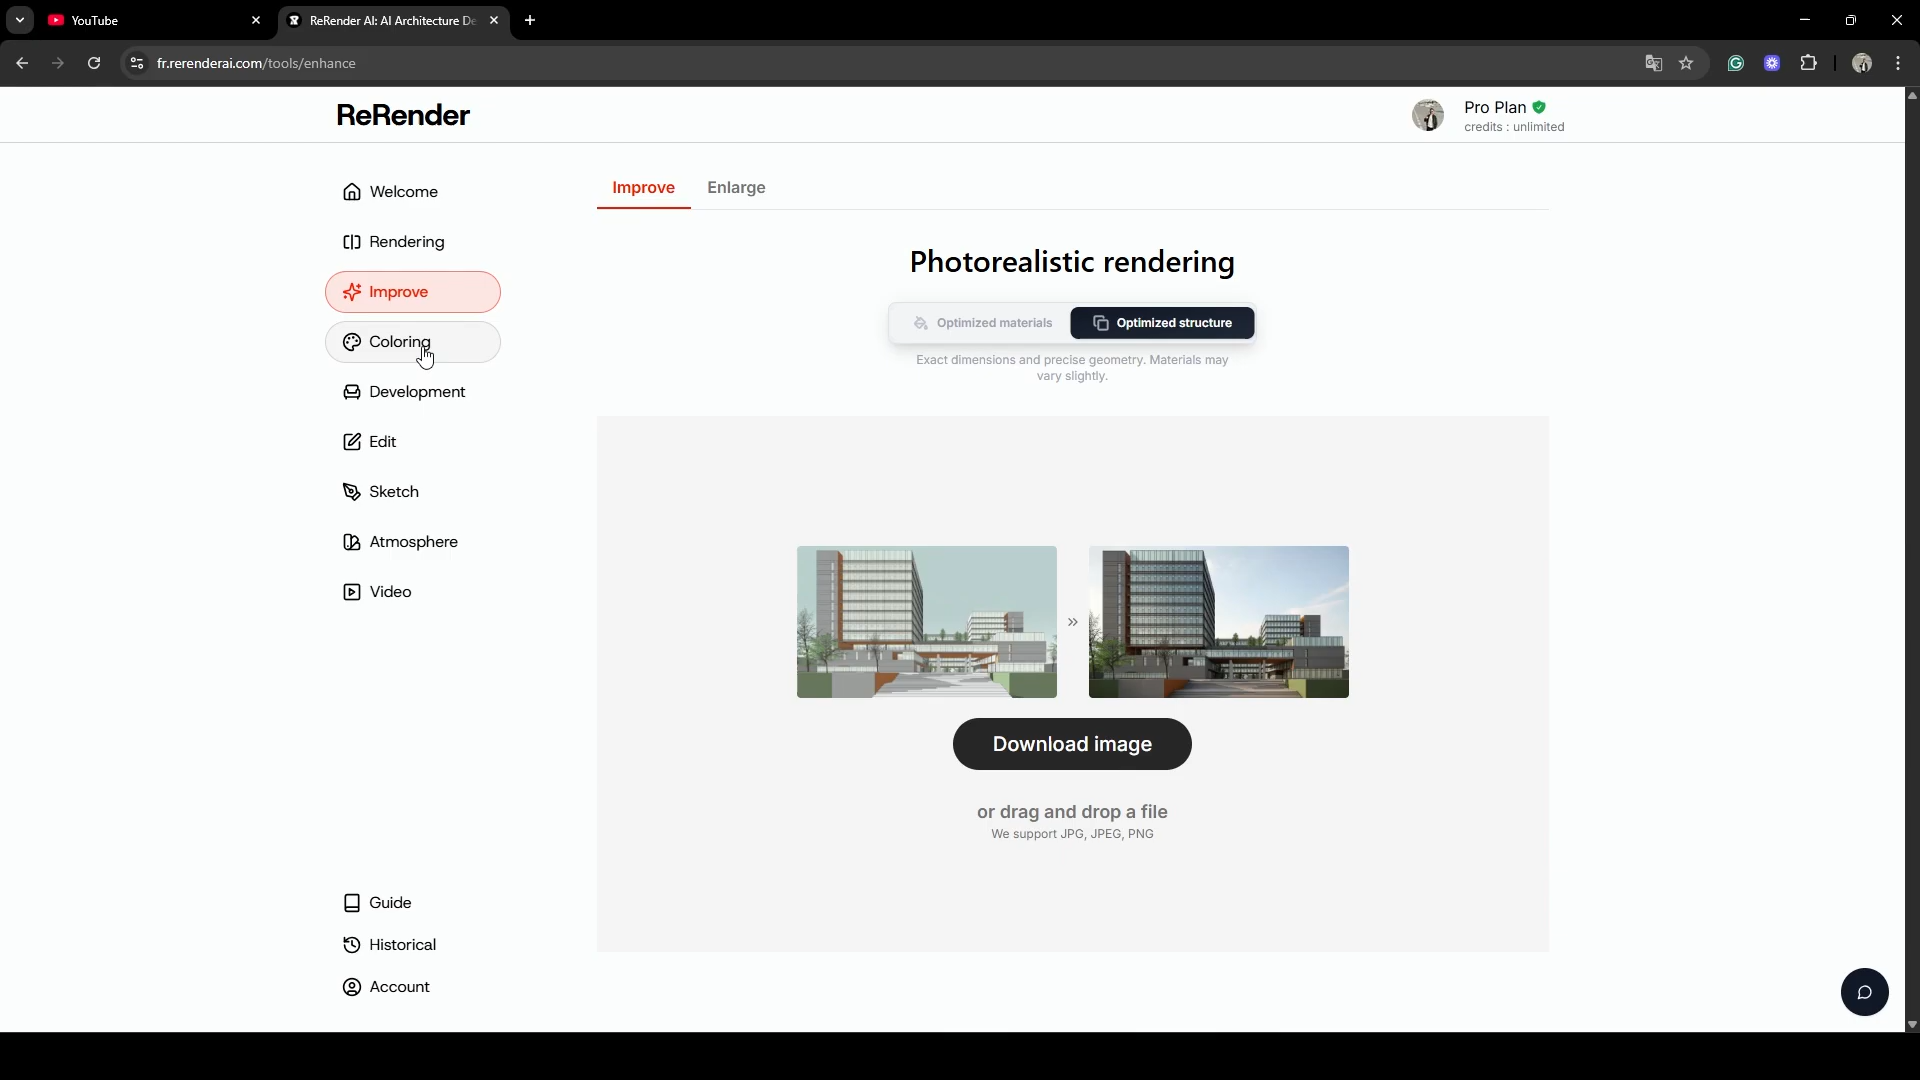 YouTube
ReRender AI: AI Architecture De
fr.rerenderai.com/tools/enhance
ReRender
Pro Plan
credits : unlimited
Welcome
Rendering
Improve
Coloring
Development
Edit
Sketch
Atmosphere
Video
Guide
Historical
Account
Improve
Enlarge
Photorealistic rendering
Optimized materials
Optimized structure
Exact dimensions and precise geometry. Materials may
vary slightly.
Download image
or drag and drop a file
We support JPG, JPEG, PNG